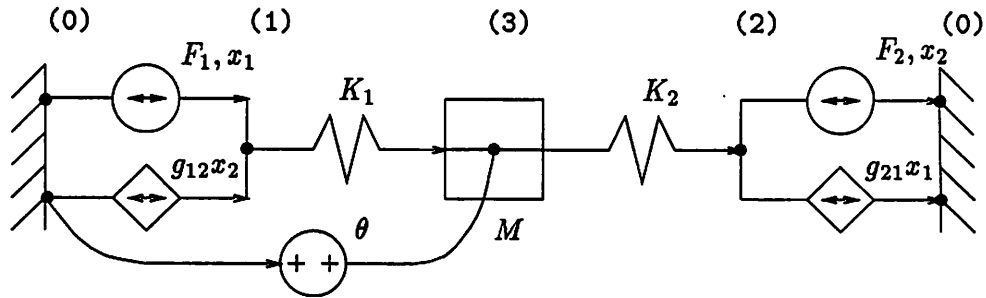 (0) (1) (3) (2) (0)
F₁, x₁ F₂, x₂
K₁ K₂
g₁₂x₂ g₂₁x₁
θ M
+ +